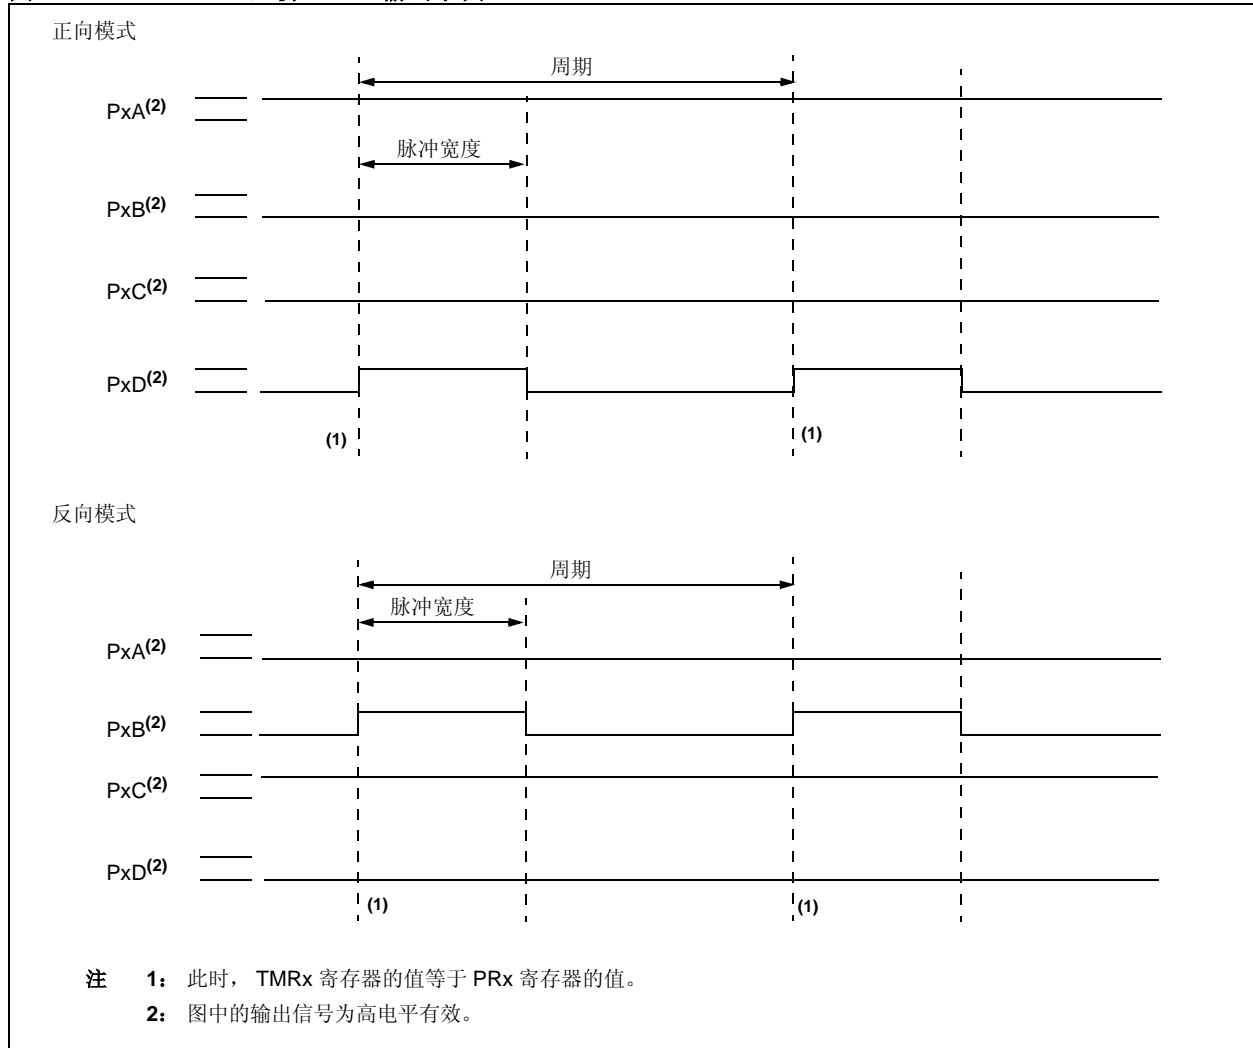 正向模式
周期
PxA(2)
脉冲宽度
PxB(2)
PxC(2)
PxD(2)
(1) (1)
反向模式
周期
脉冲宽度
PxA(2)
PxB(2)
PxC(2)
PxD(2)
(1) (1)
注 1： 此时， TMRx 寄存器的值等于 PRx 寄存器的值。
2： 图中的输出信号为高电平有效。